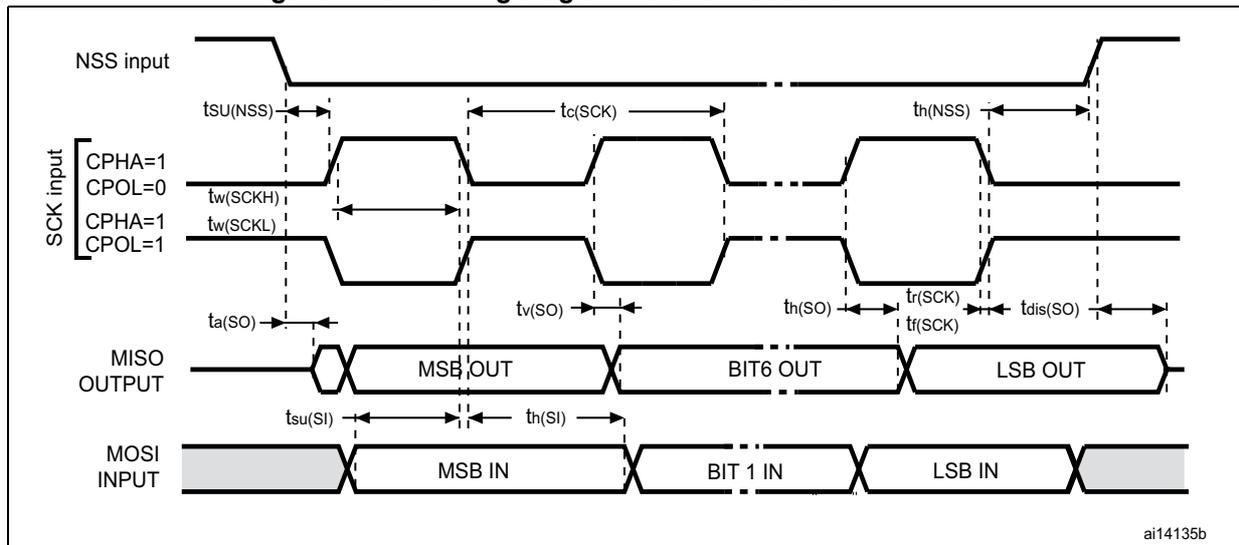 NSS input
tSU(NSS)
tc(SCK)
th(NSS)
SCK input
CPHA=1
CPOL=0
tw(SCKH)
CPHA=1
tw(SCKL)
CPOL=1
ta(SO)
tv(SO)
th(SO)
tr(SCK)
tf(SCK)
tdis(SO)
MISO
OUTPUT
MSB OUT
BIT6 OUT
LSB OUT
tsu(SI)
th(SI)
MOSI
INPUT
MSB IN
BIT 1 IN
LSB IN
ai14135b